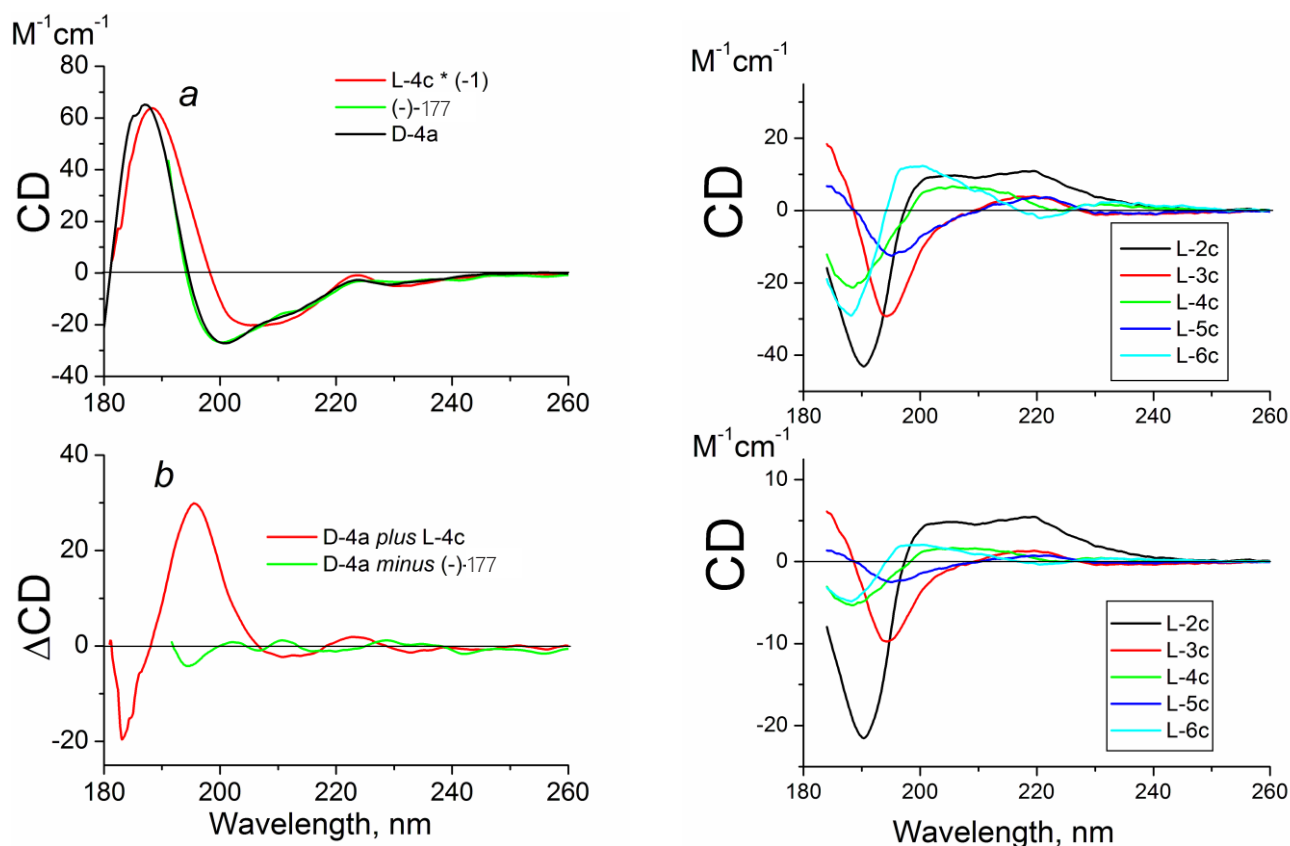 M⁻¹cm⁻¹
80
60
40
20
0
-20
-40
CD
a
L-4c * (-1)
(-)-177
D-4a
180 200 220 240 260
40
20
0
-20
ΔCD
b
D-4a plus L-4c
D-4a minus (-)-177
180 200 220 240 260
Wavelength, nm
M⁻¹cm⁻¹
20
0
-20
-40
CD
L-2c
L-3c
L-4c
L-5c
L-6c
180 200 220 240 260
M⁻¹cm⁻¹
10
0
-10
-20
CD
L-2c
L-3c
L-4c
L-5c
L-6c
180 200 220 240 260
Wavelength, nm